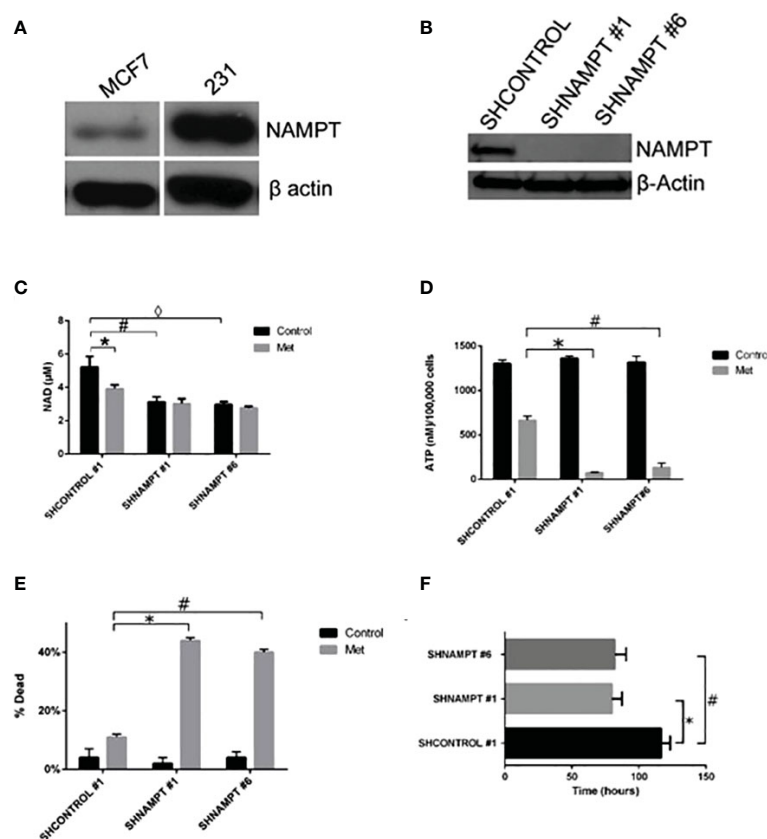 A
MCF7
231
NAMPT
β actin
B
SHCONTROL
SHNAMPT #1
SHNAMPT #6
NAMPT
β-Actin
C
◊
#
*
Control
Met
NAD (µM)
8
6
4
2
0
SHCONTROL #1
SHNAMPT #1
SHNAMPT #6
D
#
*
Contro
Met
ATP (nM)/100,000 cells
1500
1000
500
0
SHCONTROL #1
SHNAMPT #1
SHNAMPT#6
E
#
*
Control
Met
% Dead
40%
20%
0%
SHCONTROL #1
SHNAMPT #1
SHNAMPT #6
F
SHNAMPT #6
SHNAMPT #1
SHCONTROL #1
*
#
0
50
100
150
Time (hours)